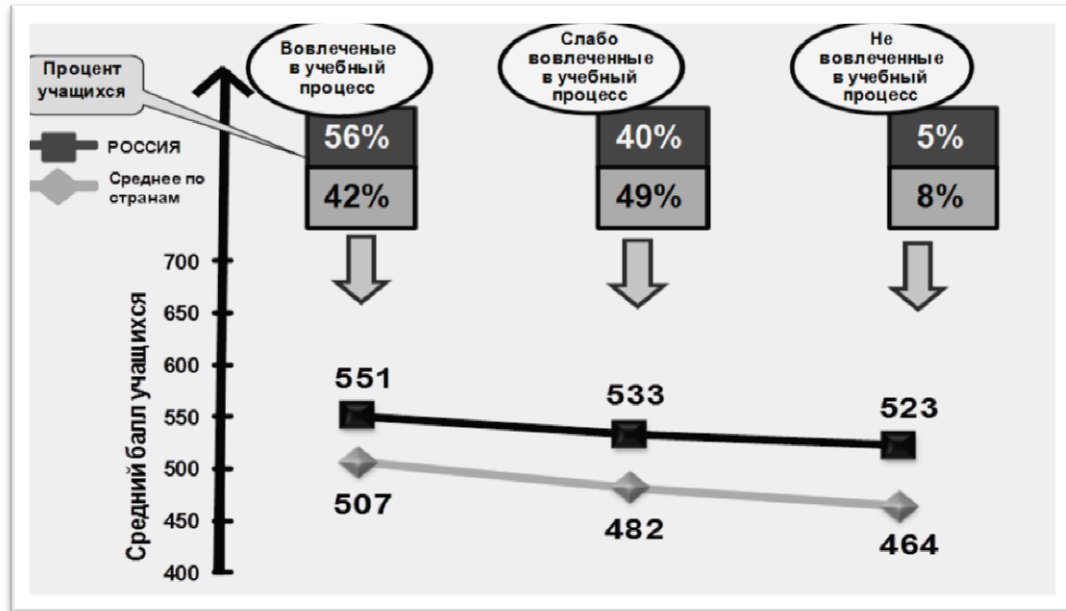 Процент
учащихся
Вовлеченые
в учебный
процесс
Слабо
вовлеченные
в учебный
процесс
Не
вовлеченные
в учебный
процесс
56%
40%
5%
42%
49%
8%
РОССИЯ
Среднее по
странам
Средний балл учащихся
700
650
600
550
500
450
400
551
533
523
507
482
464